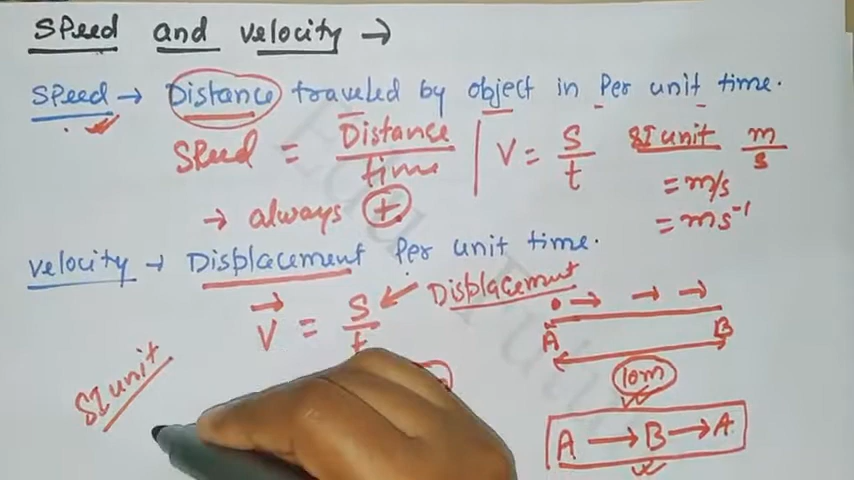 Speed and velocity →
Speed → Distance traveled by object in Per unit time.
Speed = Distance / time | V = S / t SI unit m / s
= m/s
= ms⁻¹
→ always +
velocity → Displacement Per unit time.
V = S / t Displacement
A B
10m
SI unit
A → B → A